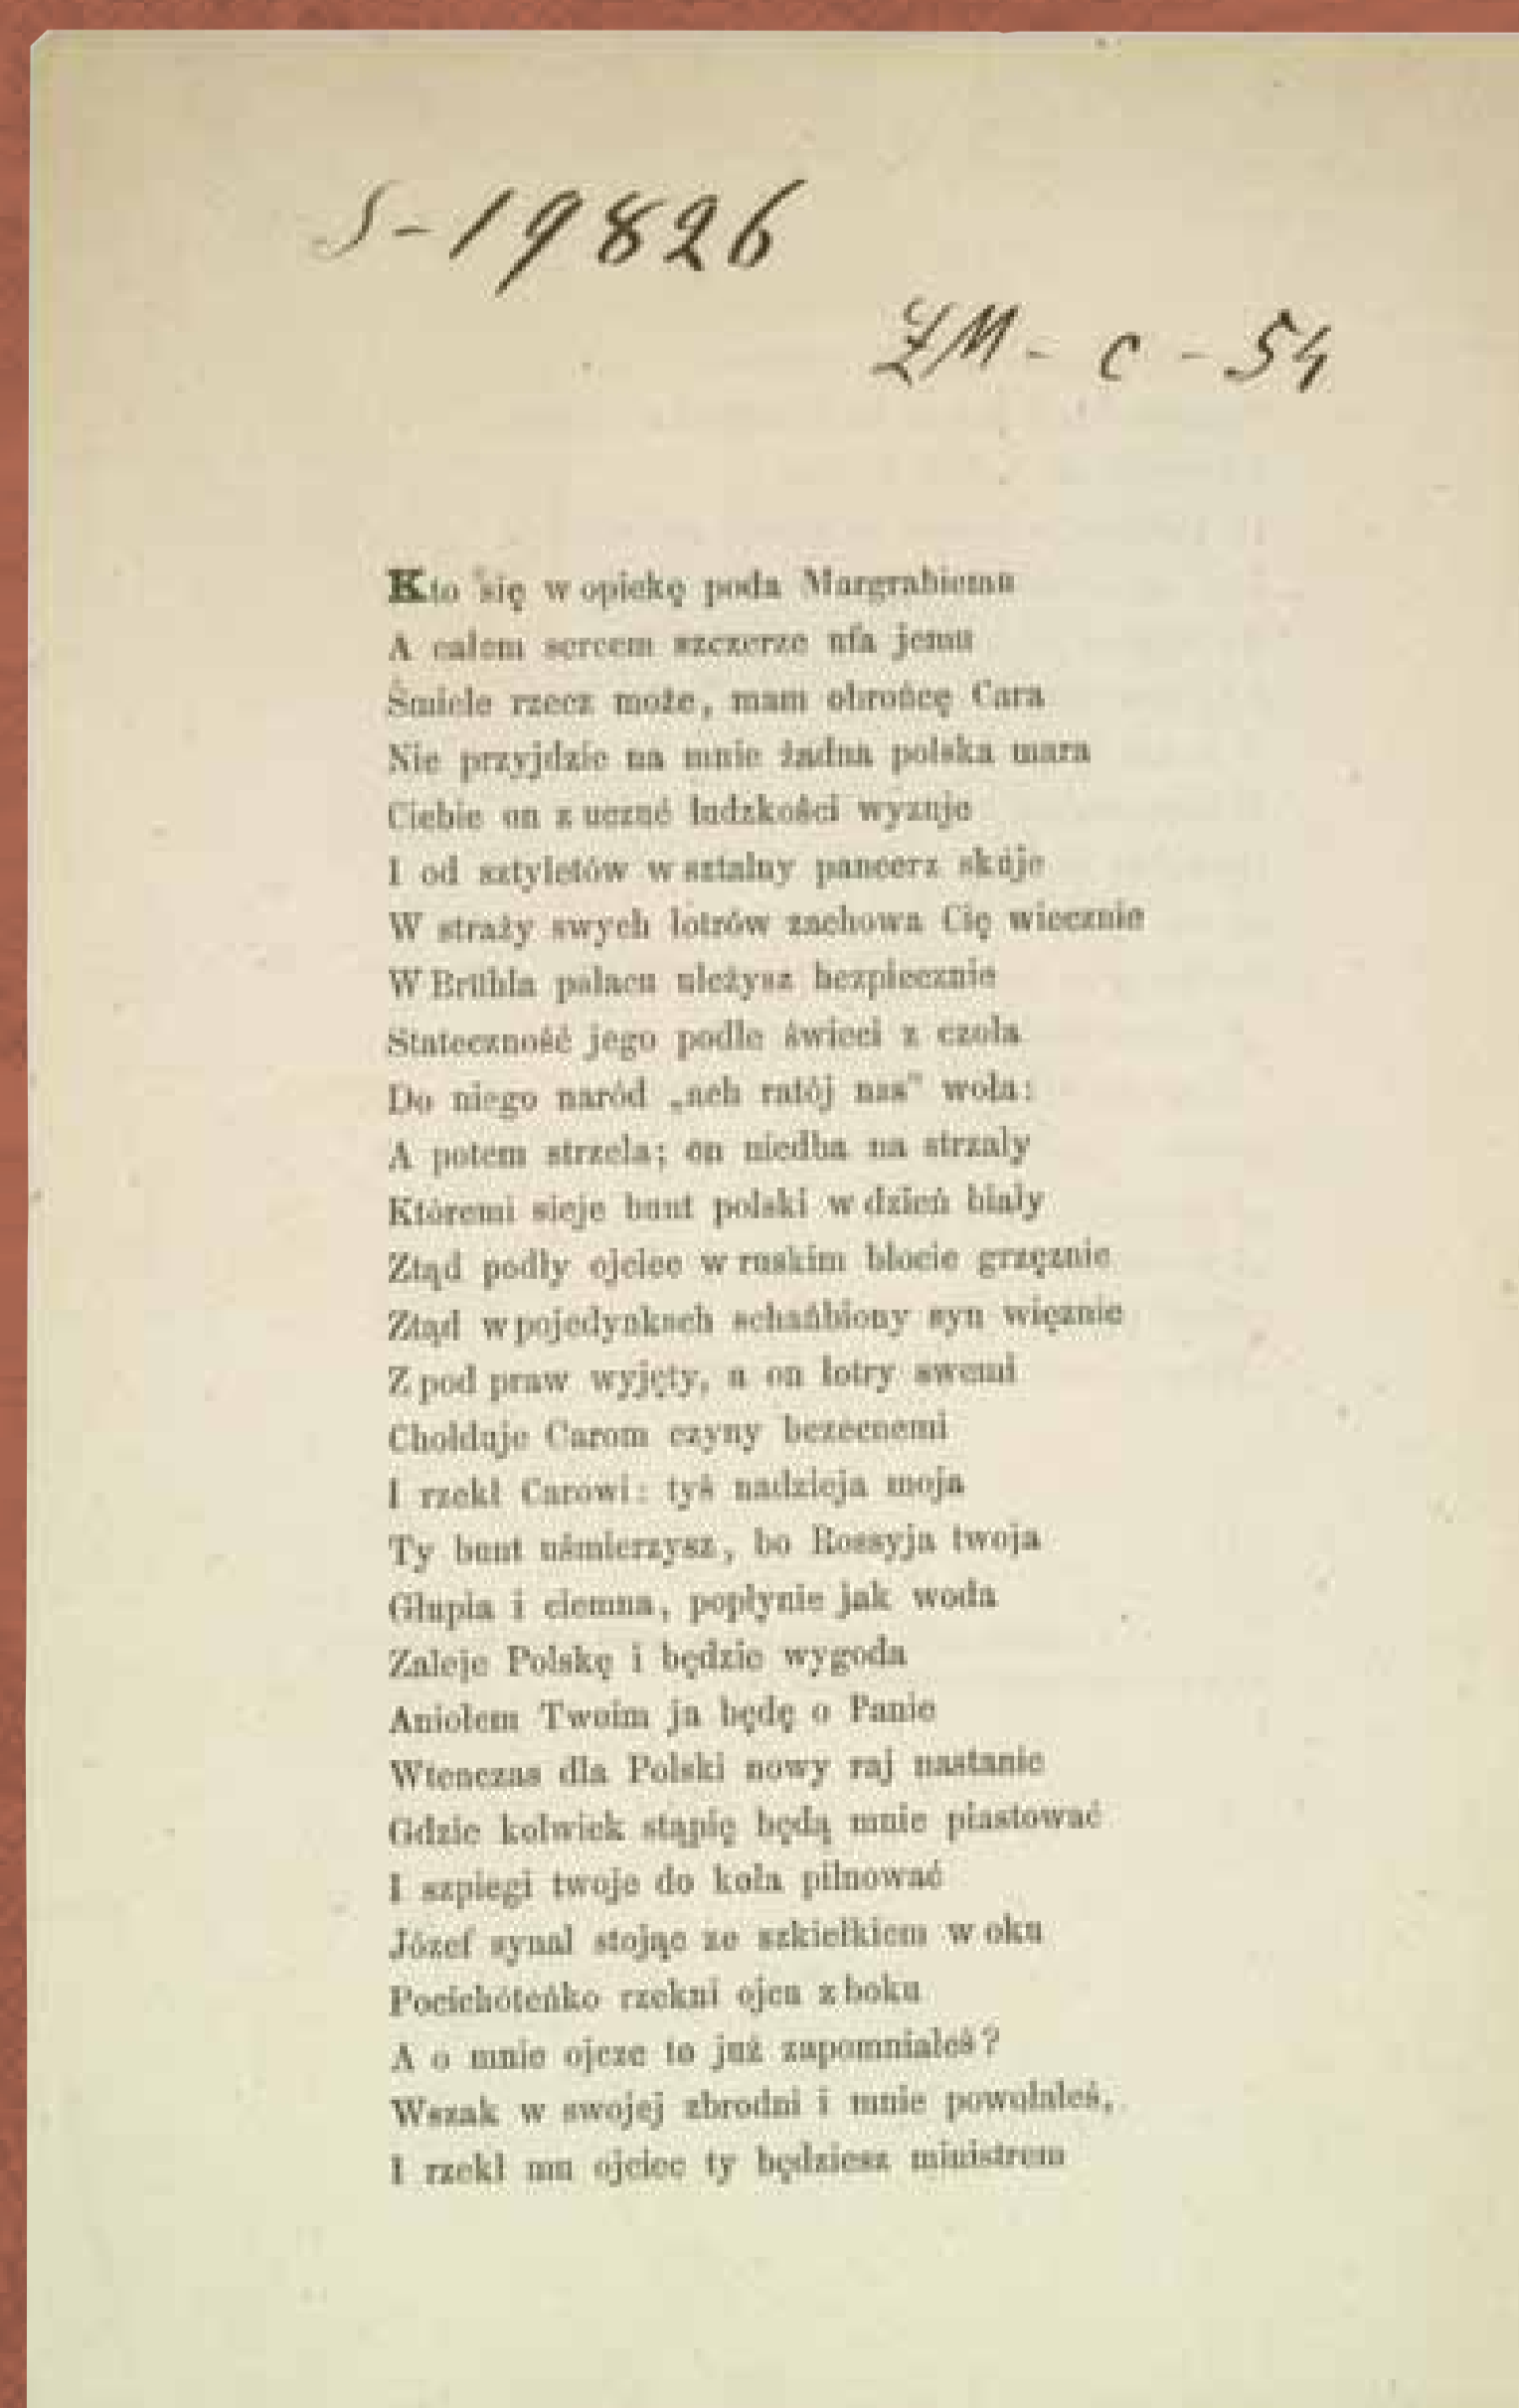 S-19826
ŻM - C - 54
Kto się w opiekę poda Margrabiemu
A całem sercem szczerze ufa jemu
Śmiele rzecz może, mam obrońcę Cara
Nie przyjdzie na mnie żadna polska mara
Ciebie on z uczuć ludzkości wyzuje
I od sztyletów w sztalny pancerz skuje
W straży swych łotrów zachowa Cię wiecznie
W Brühla pałacu uleżysz bezpiecznie
Stateczność jego podle świeci z czoła
Do niego naród „ach ratój nas" woła:
A potem strzela; on niedba na strzały
Któremi sieje bunt polski w dzień biały
Ztąd podły ojciec w ruskim błocie grzęznie
Ztąd w pojedynkach schańbiony syn więznie
Z pod praw wyjęty, a on łotry swemi
Chołduje Carom czyny bezecnemi
I rzekł Carowi: tyś nadzieja moja
Ty bunt uśmierzysz, bo Rossyja twoja
Głupia i ciemna, popłynie jak woda
Zaleje Polskę i będzie wygoda
Aniołem Twoim ja będę o Panie
Wtenczas dla Polski nowy raj nastanie
Gdzie kolwiek stąpię będą mnie piastować
I szpiegi twoje do koła pilnować
Józef synal stojąc ze szkiełkiem w oku
Pocichóteńko rzekni ojcu z boku
A o mnie ojcze to już zapomniałeś?
Wszak w swojej zbrodni i mnie powołałeś,
I rzekł mu ojciec ty będziesz ministrem